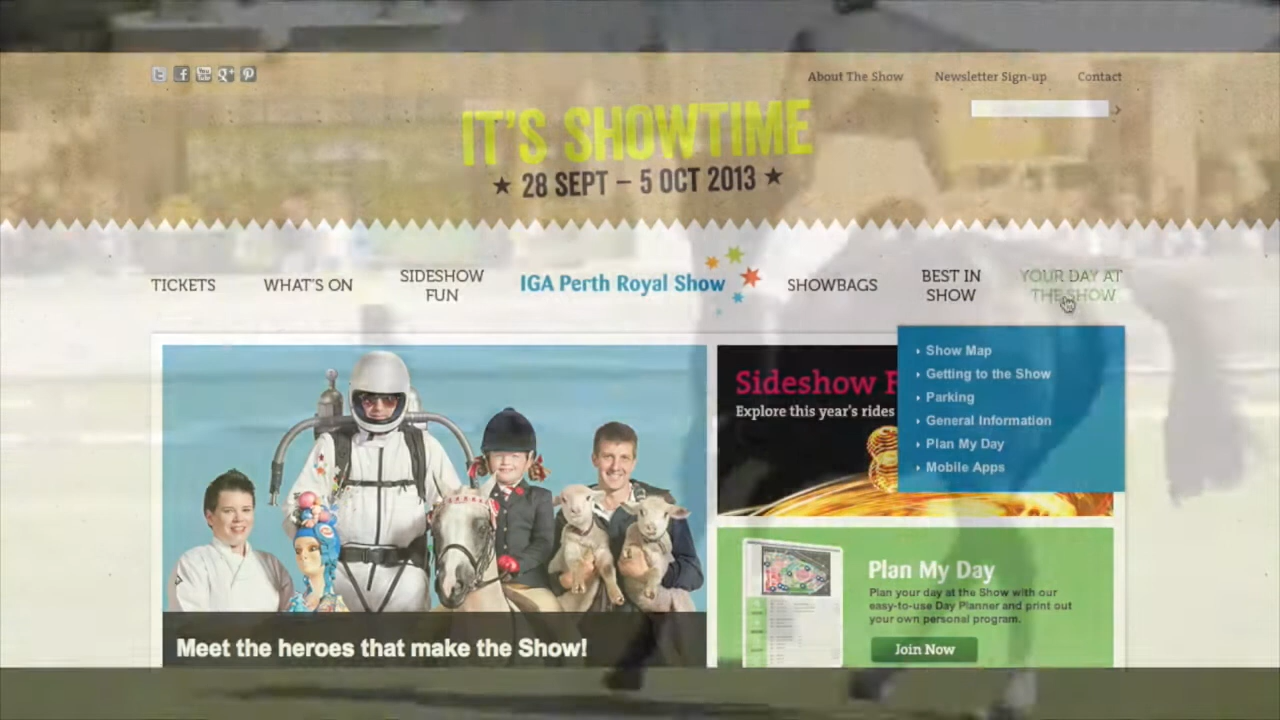 About The Show
Newsletter Sign-up
Contact
IT'S SHOWTIME
★ 28 SEPT – 5 OCT 2013 ★
TICKETS
WHAT'S ON
SIDESHOW
FUN
IGA Perth Royal Show
SHOWBAGS
BEST IN
SHOW
YOUR DAY AT
THE SHOW
Show Map
Getting to the Show
Parking
General Information
Plan My Day
Mobile Apps
Sideshow F
Explore this year's rides
Meet the heroes that make the Show!
Plan My Day
Plan your day at the Show with our
easy-to-use Day Planner and print out
your own personal program.
Join Now